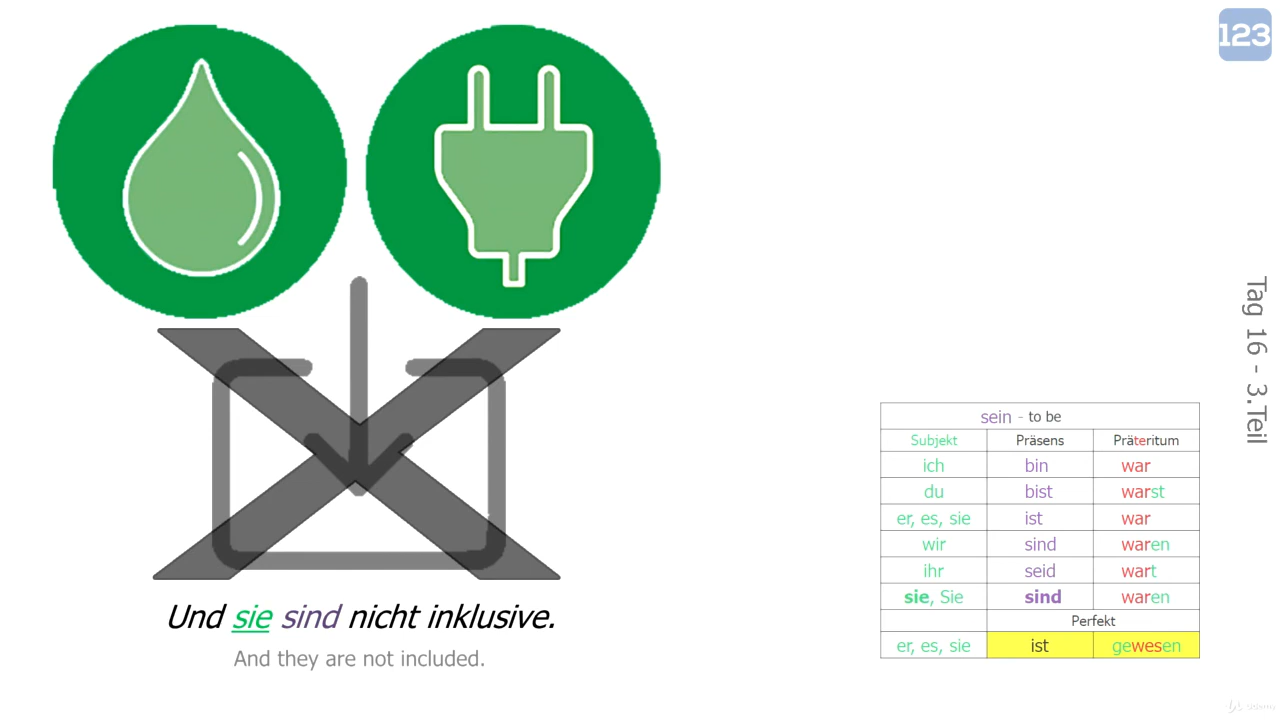 123
Tag 16 - 3.Teil
sein - to be
Subjekt Präsens Präteritum
ich bin war
du bist warst
er, es, sie ist war
wir sind waren
ihr seid wart
sie, Sie sind waren
Perfekt
er, es, sie ist gewesen
Und sie sind nicht inklusive.
And they are not included.